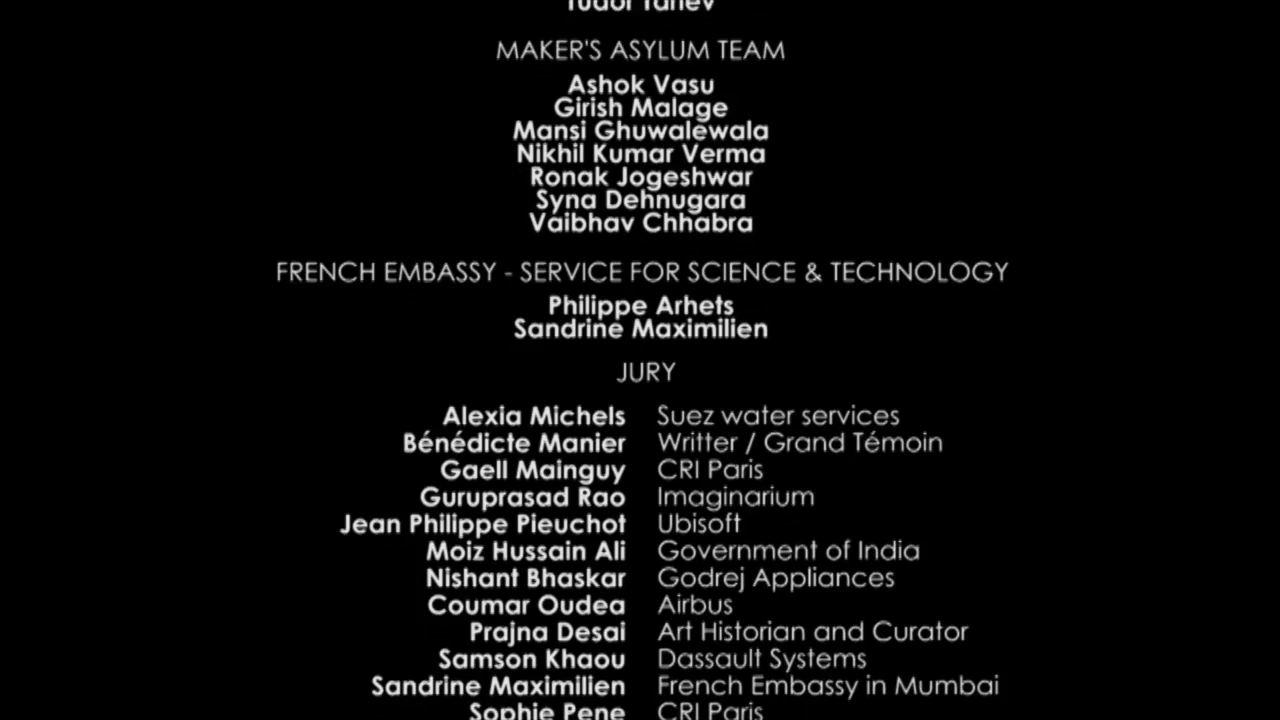 Tudor Tanev
MAKER'S ASYLUM TEAM
Ashok Vasu
Girish Malage
Mansi Ghuwalewala
Nikhil Kumar Verma
Ronak Jogeshwar
Syna Dehnugara
Vaibhav Chhabra
FRENCH EMBASSY - SERVICE FOR SCIENCE & TECHNOLOGY
Philippe Arhets
Sandrine Maximilien
JURY
Alexia Michels Suez water services
Bénédicte Manier Writter / Grand Témoin
Gaell Mainguy CRI Paris
Guruprasad Rao Imaginarium
Jean Philippe Pieuchot Ubisoft
Moiz Hussain Ali Government of India
Nishant Bhaskar Godrej Appliances
Coumar Oudea Airbus
Prajna Desai Art Historian and Curator
Samson Khaou Dassault Systems
Sandrine Maximilien French Embassy in Mumbai
Sophie Pene CRI Paris